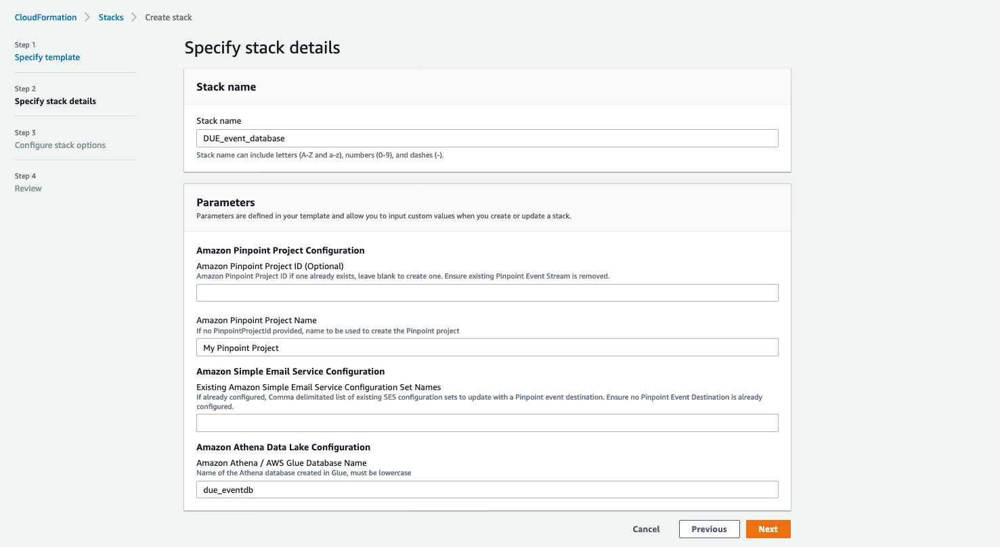 CloudFormation > Stacks > Create stack
Step 1
Specify template
Step 2
Specify stack details
Step 3
Configure stack options
Step 4
Review
Specify stack details
Stack name
Stack name
DUE_event_database
Stack name can include letters (A-Z and a-z), numbers (0-9), and dashes (-).
Parameters
Parameters are defined in your template and allow you to input custom values when you create or update a stack.
Amazon Pinpoint Project Configuration
Amazon Pinpoint Project ID (Optional)
Amazon Pinpoint Project ID if one already exists, leave blank to create one. Ensure existing Pinpoint Event Stream is removed.
Amazon Pinpoint Project Name
If no PinpointProjectId provided, name to be used to create the Pinpoint project
My Pinpoint Project
Amazon Simple Email Service Configuration
Existing Amazon Simple Email Service Configuration Set Names
If already configured, Comma delimitated list of existing SES configuration sets to update with a Pinpoint event destination. Ensure no Pinpoint Event Destination is already
configured.
Amazon Athena Data Lake Configuration
Amazon Athena / AWS Glue Database Name
Name of the Athena database created in Glue, must be lowercase
due_eventdb
Cancel
Previous
Next